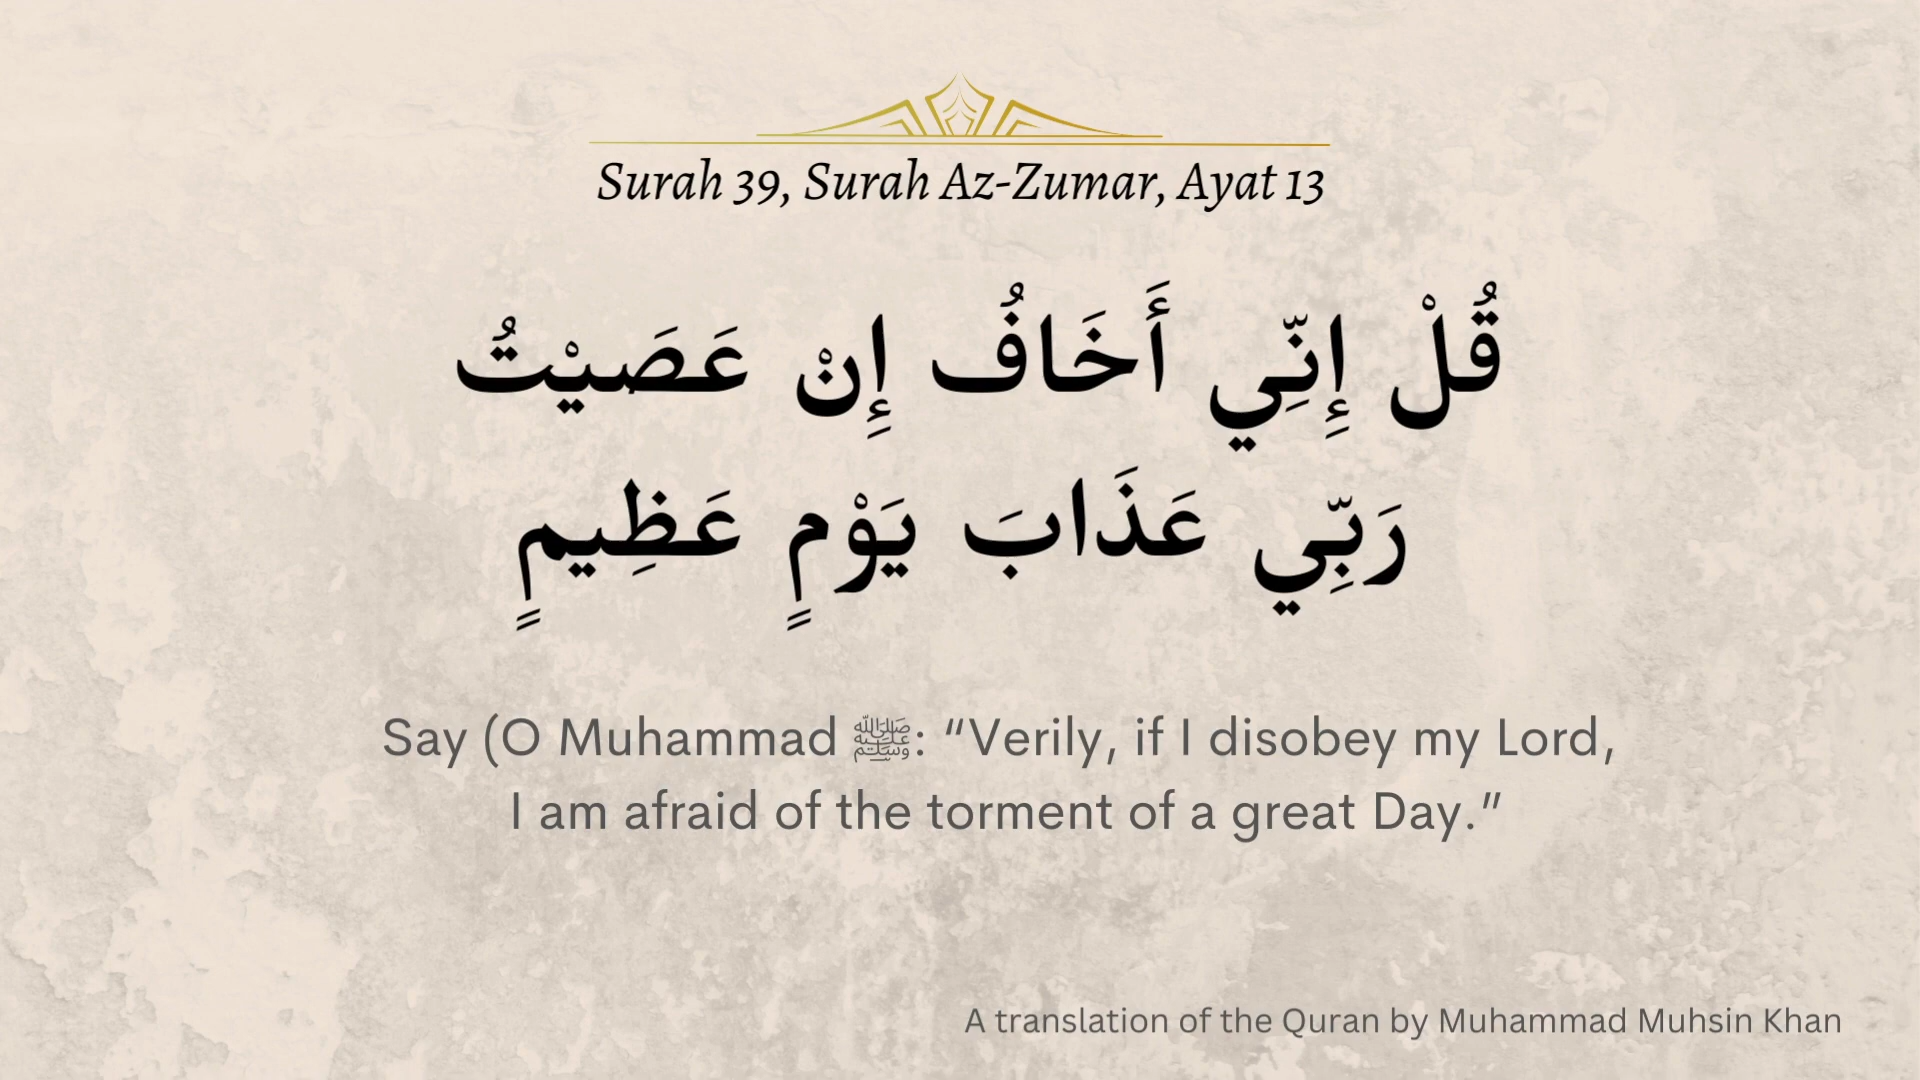 Surah 39, Surah Az-Zumar, Ayat 13
قُلْ إِنِّي أَخَافُ إِنْ عَصَيْتُ
رَبِّي عَذَابَ يَوْمٍ عَظِيمٍ
Say (O Muhammad ﷺ: “Verily, if I disobey my Lord,
I am afraid of the torment of a great Day.”
A translation of the Quran by Muhammad Muhsin Khan